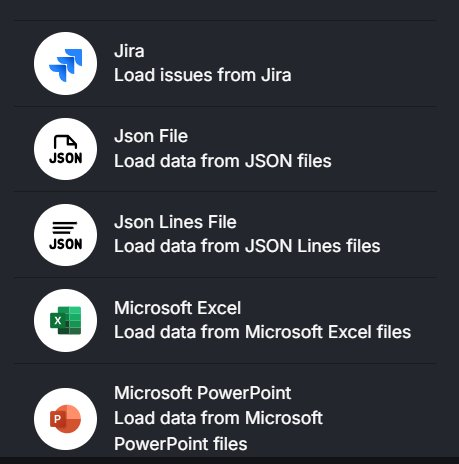 Jira
Load issues from Jira
Json File
JSON
Load data from JSON files
Json Lines File
JSON
Load data from JSON Lines files
Microsoft Excel
X
Load data from Microsoft Excel files
Microsoft PowerPoint
P
Load data from Microsoft
PowerPoint files